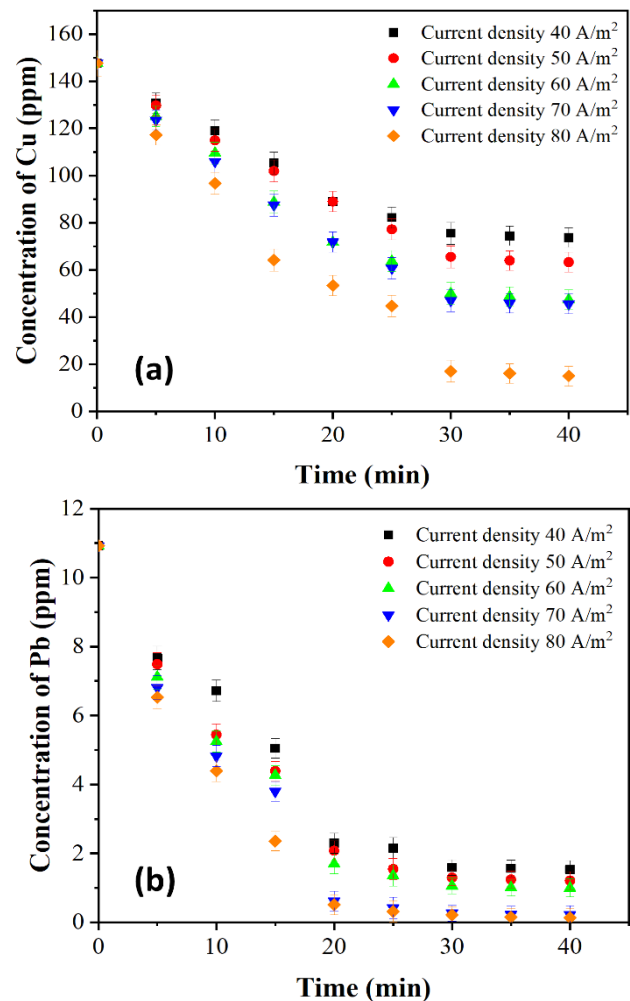 160
140
120
100
80
60
40
20
0
Concentration of Cu (ppm)
Current density 40 A/m²
Current density 50 A/m²
Current density 60 A/m²
Current density 70 A/m²
Current density 80 A/m²
(a)
0 10 20 30 40
Time (min)
12
10
8
6
4
2
0
Concentration of Pb (ppm)
Current density 40 A/m²
Current density 50 A/m²
Current density 60 A/m²
Current density 70 A/m²
Current density 80 A/m²
(b)
0 10 20 30 40
Time (min)